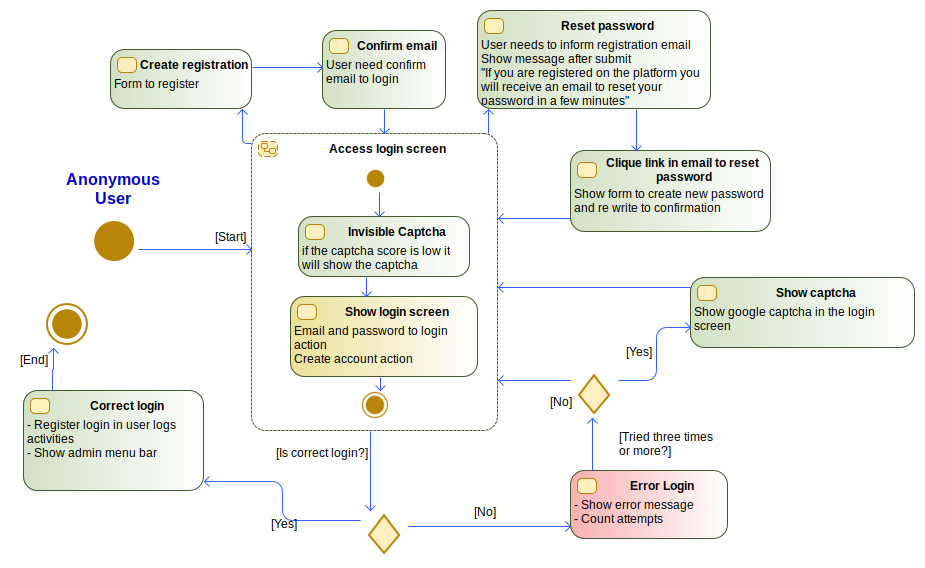 Reset password
User needs to inform registration email
Show message after submit
"If you are registered on the platform you
will receive an email to reset your
password in a few minutes"
Confirm email
User need confirm
email to login
Create registration
Form to register
Access login screen
Clique link in email to reset
password
Show form to create new password
and re write to confirmation
Anonymous
User
[Start]
Invisible Captcha
if the captcha score is low it
will show the captcha
Show captcha
Show google captcha in the login
screen
Show login screen
Email and password to login
action
Create account action
[End]
[Yes]
[No]
Correct login
- Register login in user logs
activities
- Show admin menu bar
[Is correct login?]
[Tried three times
or more?]
Error Login
- Show error message
- Count attempts
[Yes]
[No]